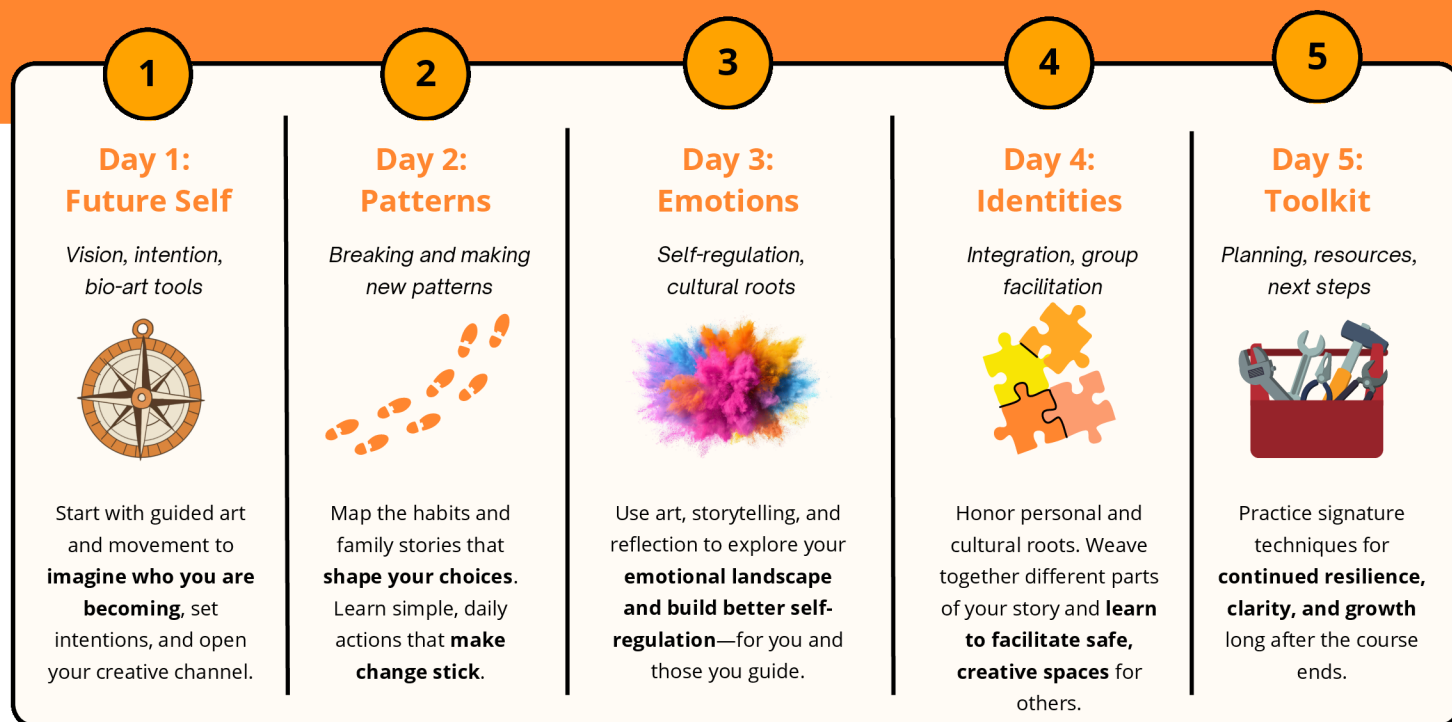 1
Day 1:
Future Self
Vision, intention,
bio-art tools
Start with guided art
and movement to
imagine who you are
becoming, set
intentions, and open
your creative channel.
2
Day 2:
Patterns
Breaking and making
new patterns
Map the habits and
family stories that
shape your choices.
Learn simple, daily
actions that make
change stick.
3
Day 3:
Emotions
Self-regulation,
cultural roots
Use art, storytelling, and
reflection to explore your
emotional landscape
and build better self-
regulation—for you and
those you guide.
4
Day 4:
Identities
Integration, group
facilitation
Honor personal and
cultural roots. Weave
together different parts
of your story and learn
to facilitate safe,
creative spaces for
others.
5
Day 5:
Toolkit
Planning, resources,
next steps
Practice signature
techniques for
continued resilience,
clarity, and growth
long after the course
ends.